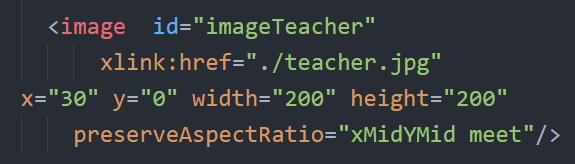 <image  id="imageTeacher"
xlink:href="./teacher.jpg"
x="30" y="0" width="200" height="200"
preserveAspectRatio="xMidYMid meet"/>